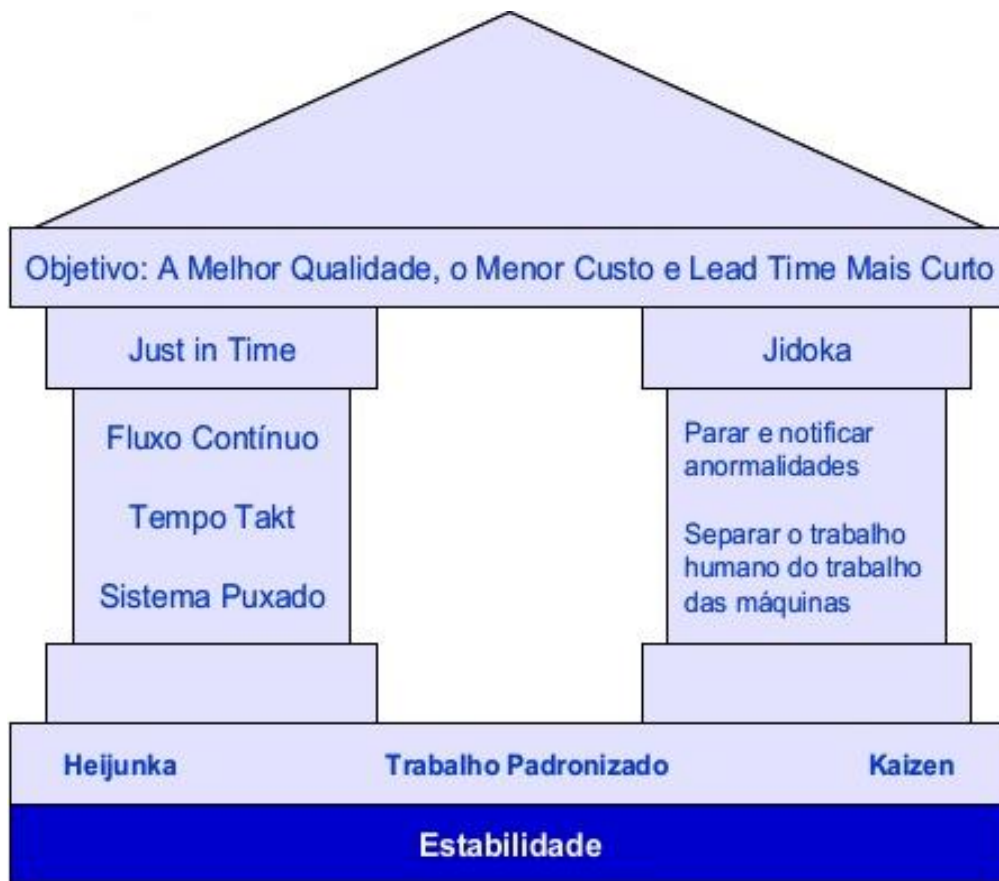 Objetivo: A Melhor Qualidade, o Menor Custo e Lead Time Mais Curto
Just in Time
Fluxo Contínuo
Tempo Takt
Sistema Puxado
Jidoka
Parar e notificar
anormalidades
Separar o trabalho
humano do trabalho
das máquinas
Heijunka
Trabalho Padronizado
Kaizen
Estabilidade